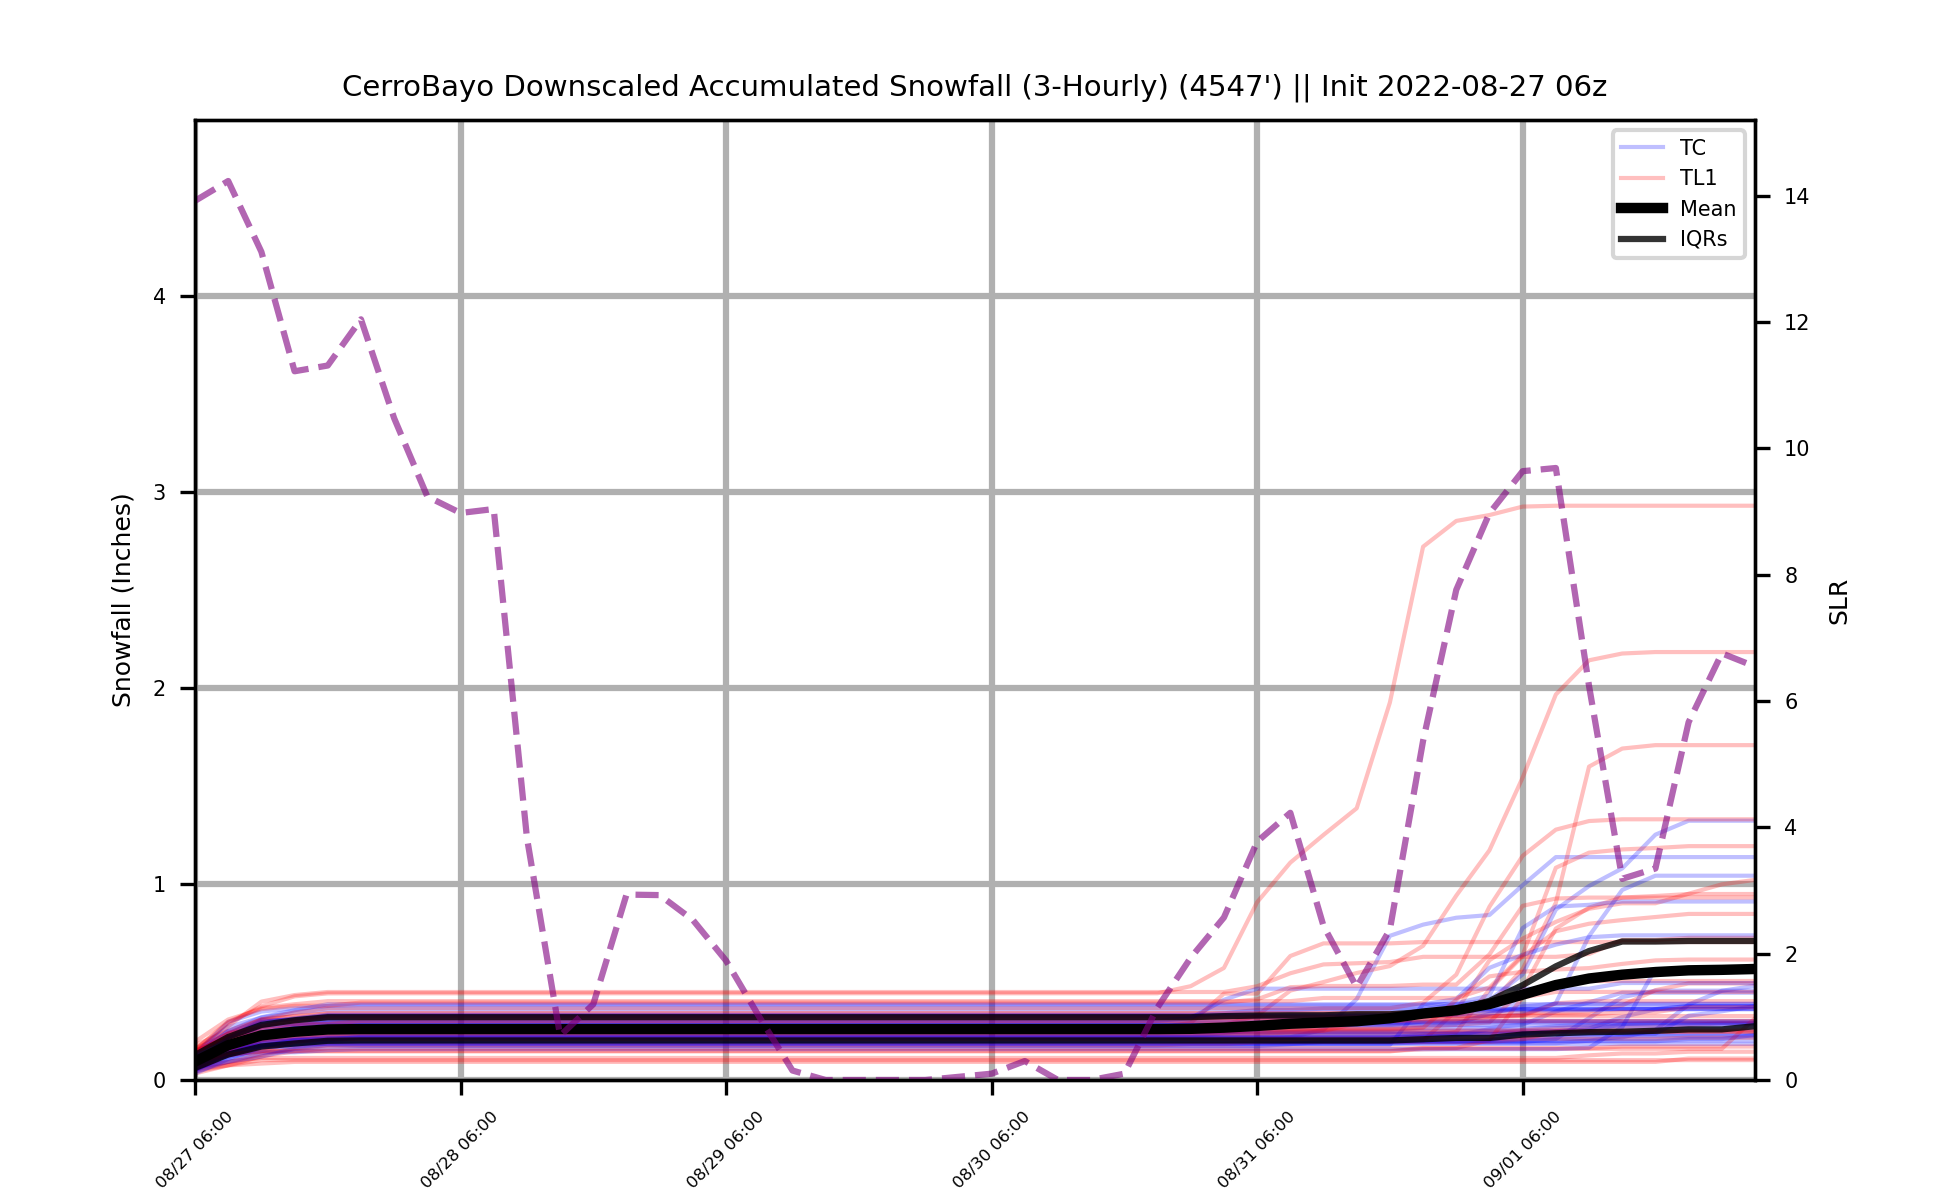 CerroBayo Downscaled Accumulated Snowfall (3-Hourly) (4547') || Init 2022-08-27 06z
TC
TL1
Mean
IQRs
Snowfall (Inches)
4
3
2
1
0
SLR
14
12
10
8
6
4
2
0
08/27 06:00
08/28 06:00
08/29 06:00
08/30 06:00
08/31 06:00
09/01 06:00